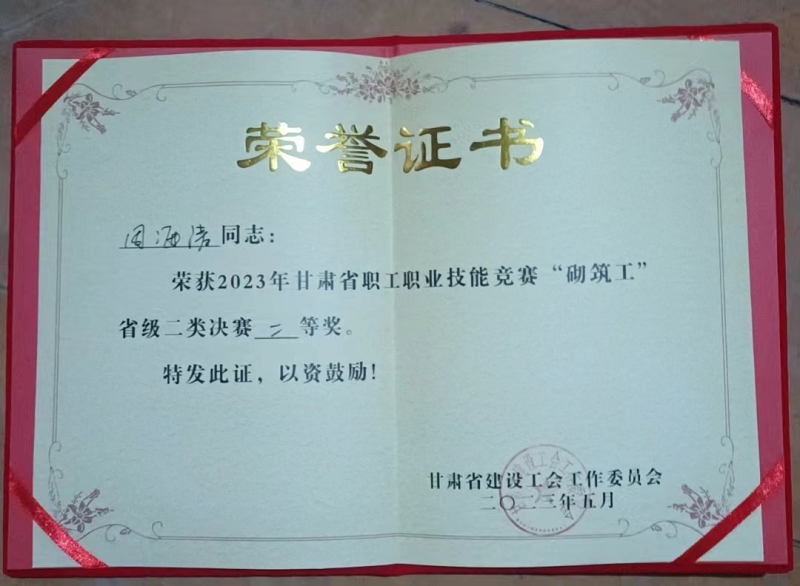 荣誉证书
周海涛同志：
荣获2023年甘肃省职工职业技能竞赛“砌筑工”
省级二类决赛二等奖。
特发此证，以资鼓励！
甘肃省建设工会工作委员会
二〇二三年五月